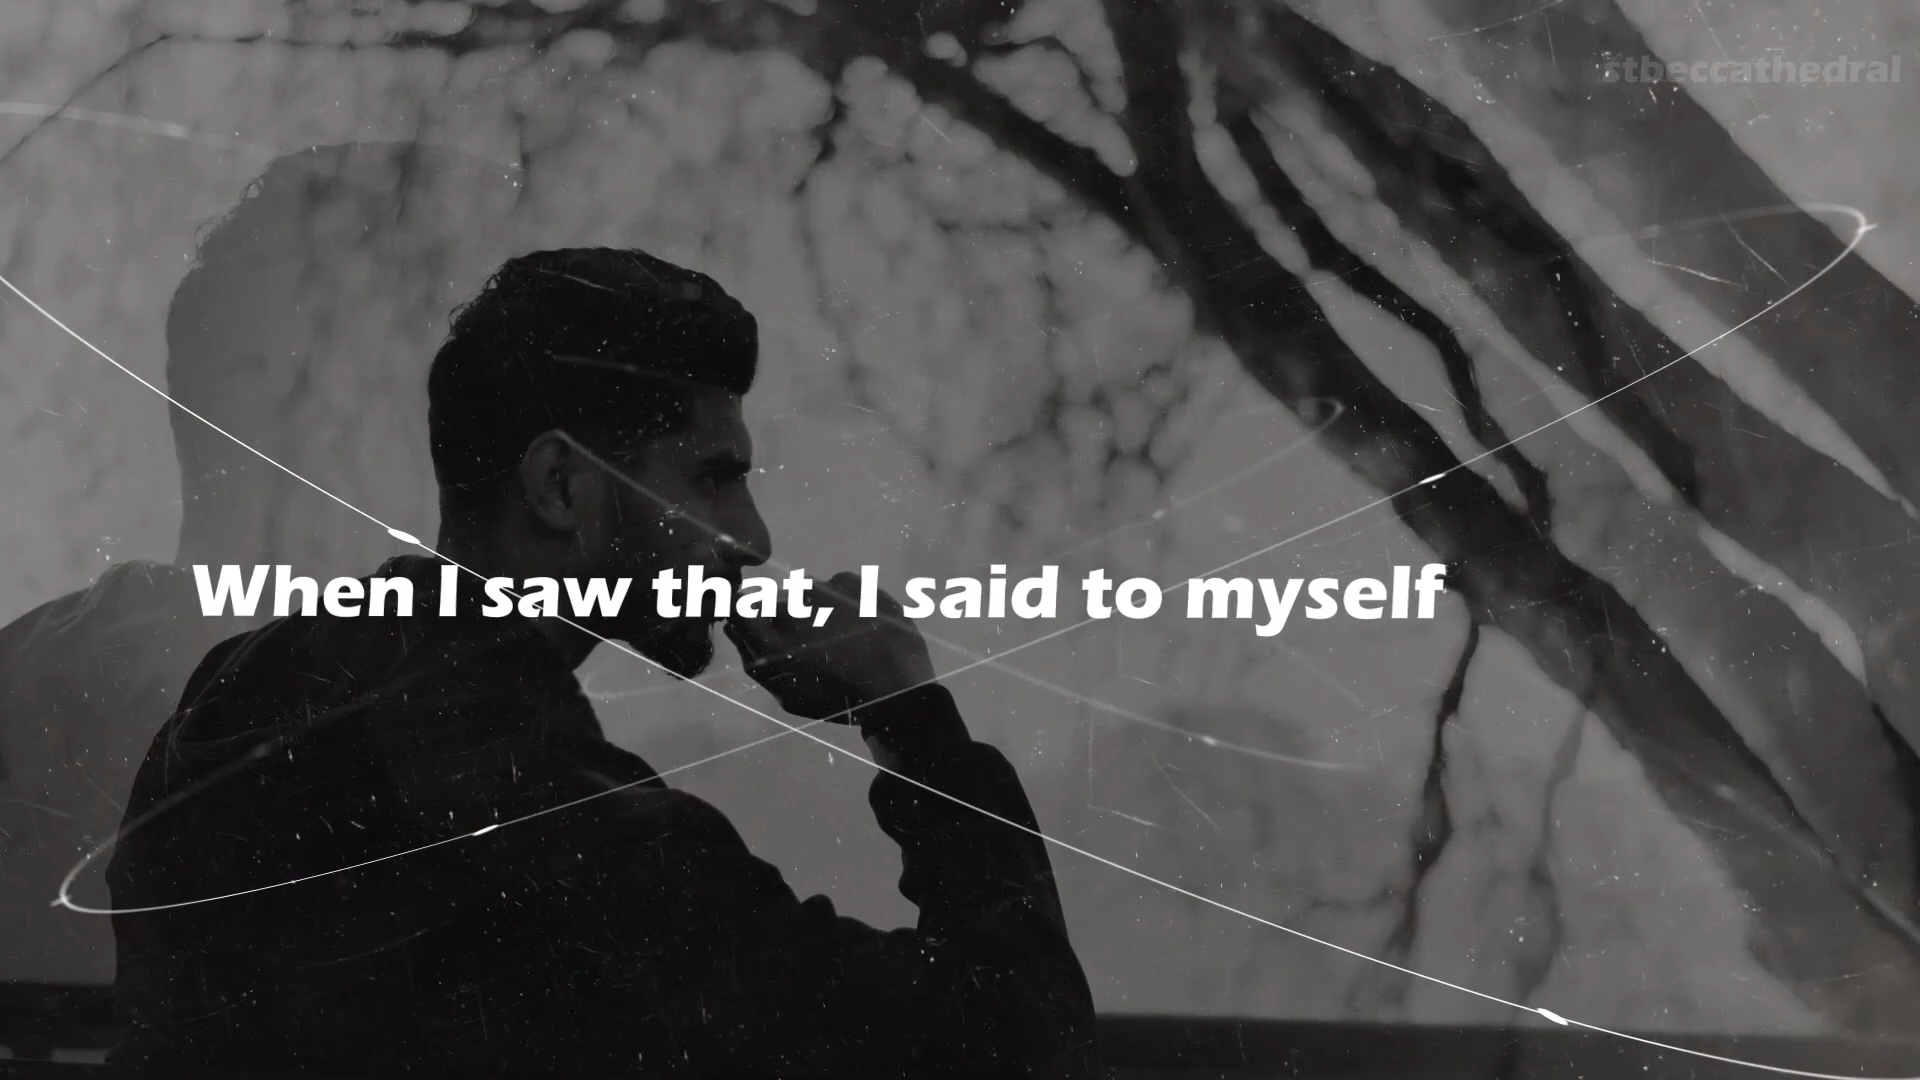 stbeccathedral
When I saw that, I said to myself